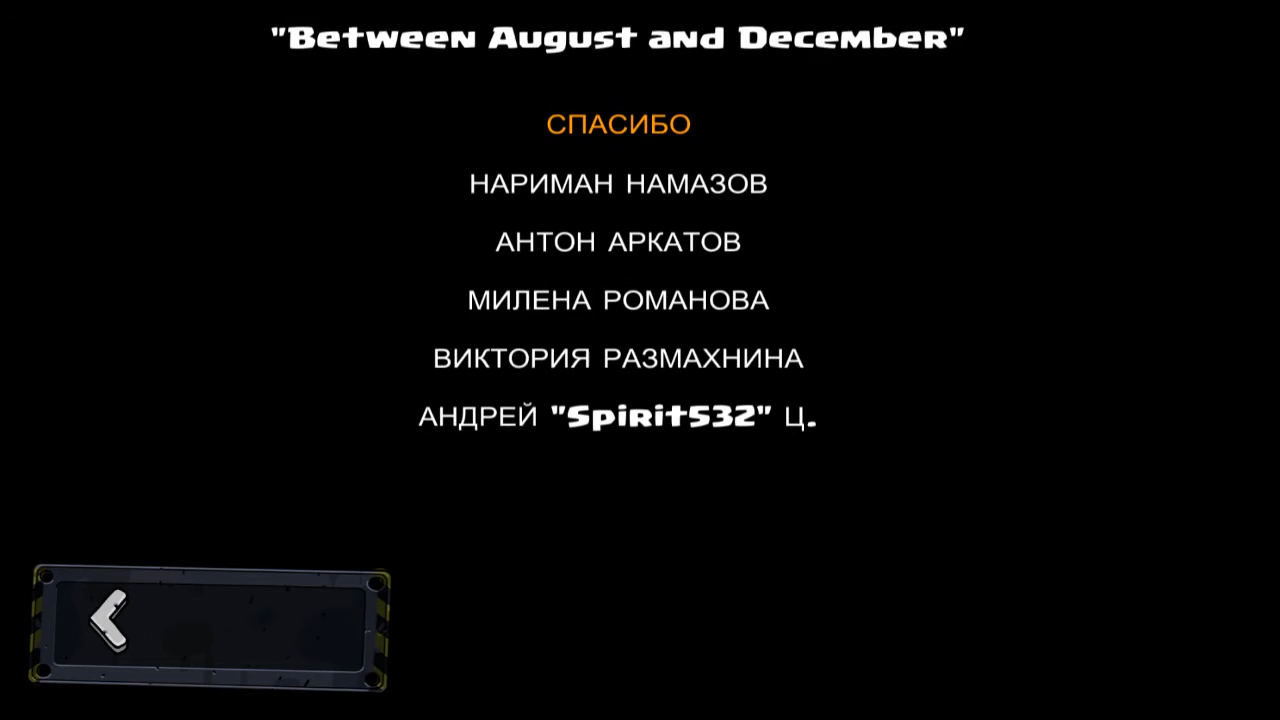 "Between August and December"
СПАСИБО
НАРИМАН НАМАЗОВ
АНТОН АРКАТОВ
МИЛЕНА РОМАНОВА
ВИКТОРИЯ РАЗМАХНИНА
АНДРЕЙ "Spirit532" Ц.